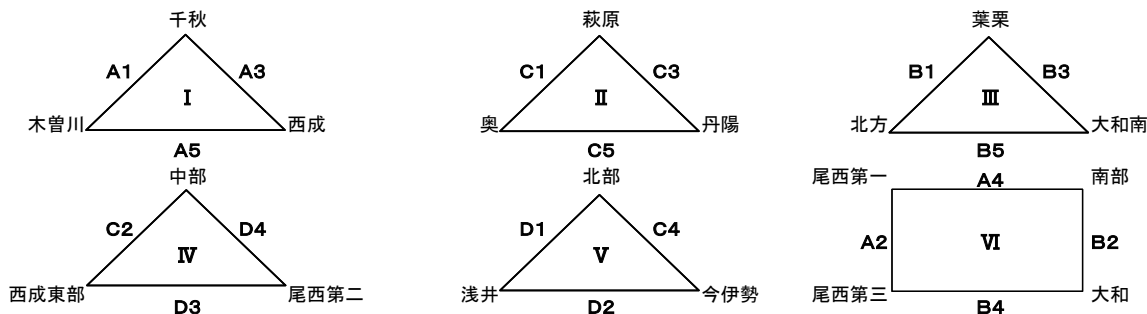 千秋 萩原 葉栗
A1 A3 C1 C3 B1 B3
Ⅰ Ⅱ Ⅲ
木曽川 西成 奥 丹陽 北方 大和南
A5 C5 B5
中部 北部 尾西第一 A4 南部
C2 D4 D1 C4 A2 B2
Ⅳ Ⅴ Ⅵ
西成東部 尾西第二 浅井 今伊勢 尾西第三 大和
D3 D2 B4